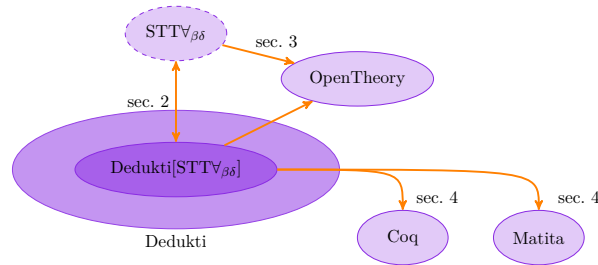 STT∀βδ
sec. 3
OpenTheory
sec. 2
Dedukti[STT∀βδ]
sec. 4
sec. 4
Coq
Matita
Dedukti